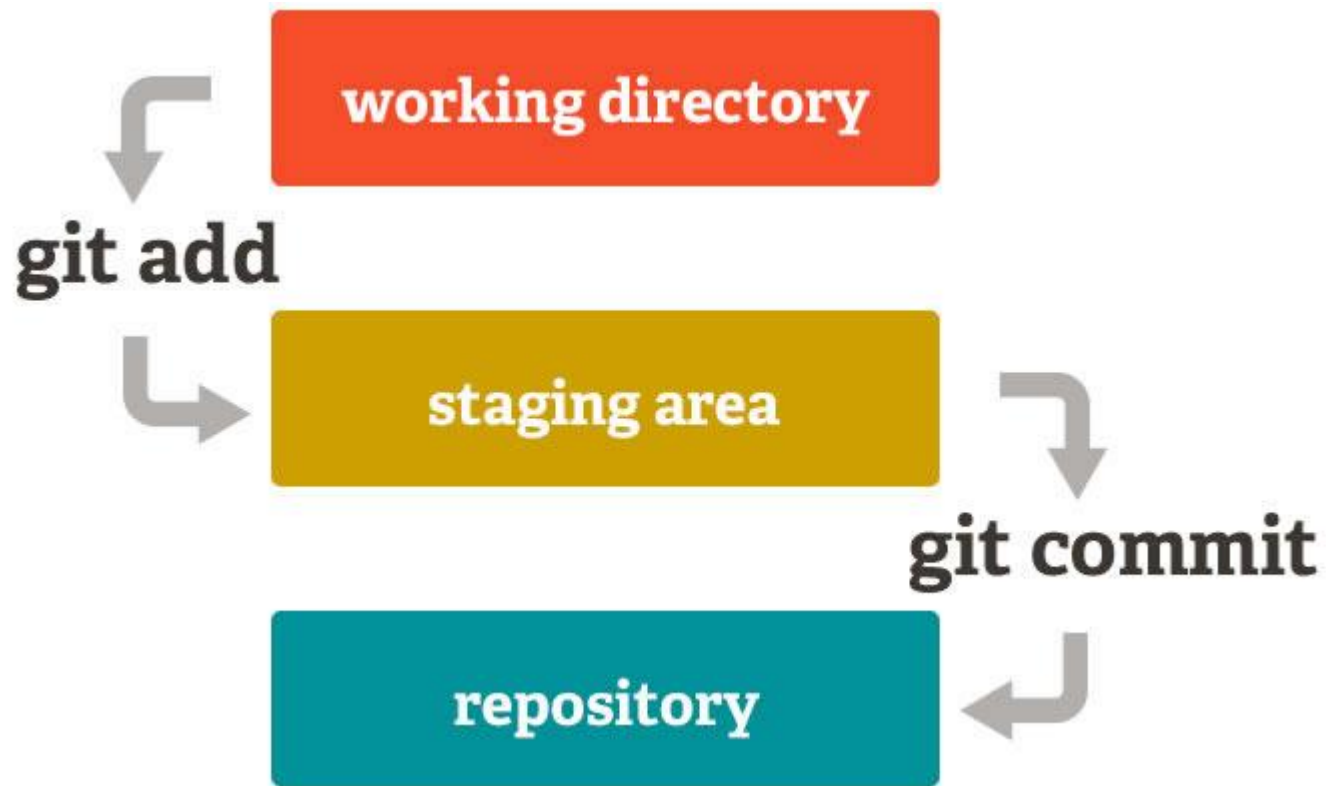 working directory
git add
staging area
git commit
repository